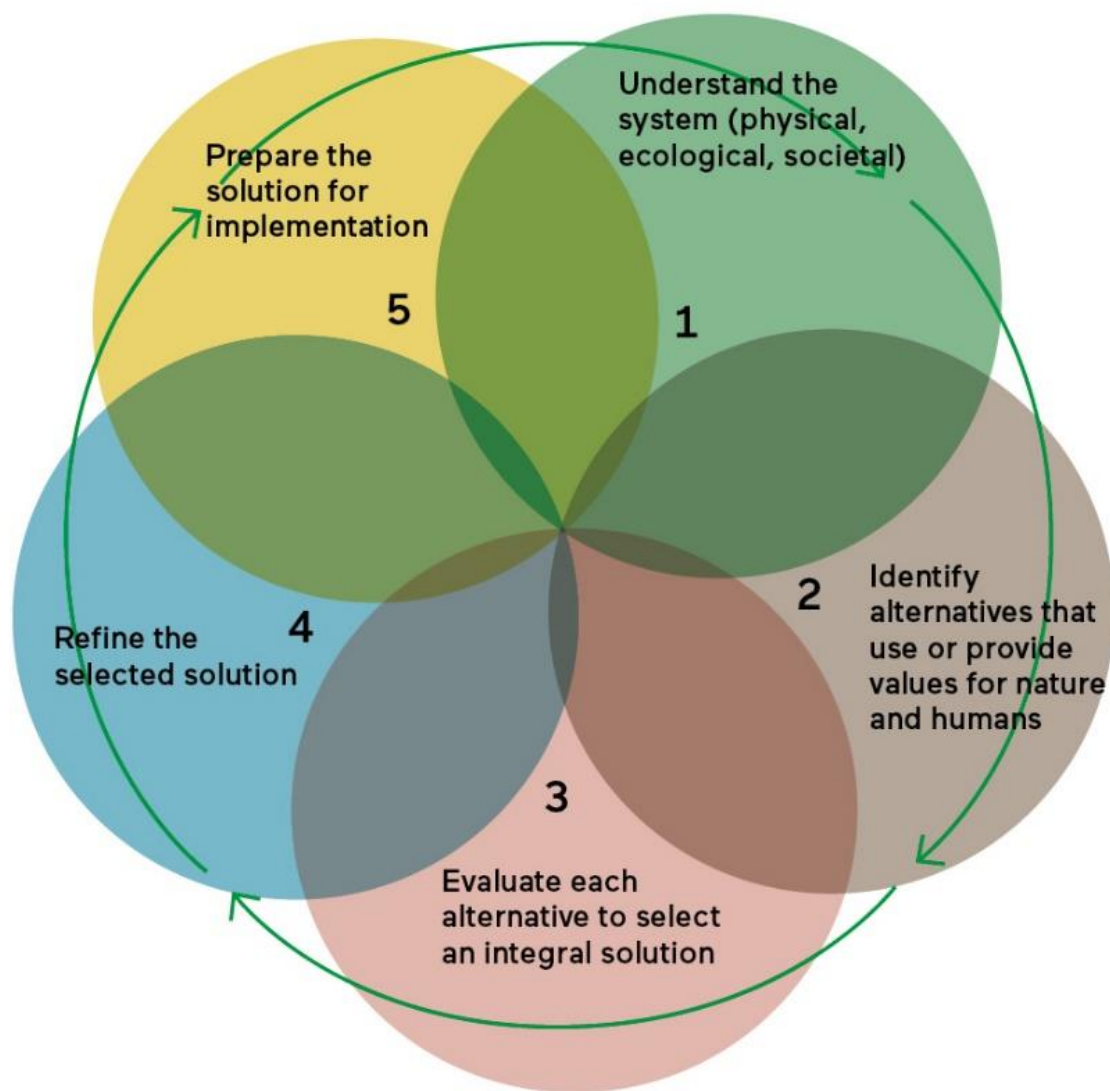 Understand the
system (physical,
ecological, societal)
1
2
Identify
alternatives that
use or provide
values for nature
and humans
3
Evaluate each
alternative to select
an integral solution
4
Refine the
selected solution
Prepare the
solution for
implementation
5